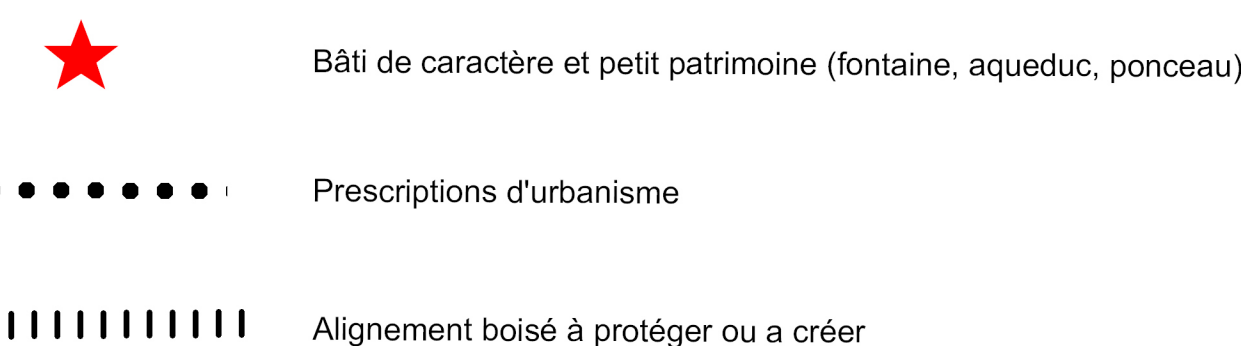 Bâti de caractère et petit patrimoine (fontaine, aqueduc, ponceau)
Prescriptions d'urbanisme
Alignement boisé à protéger ou a créer